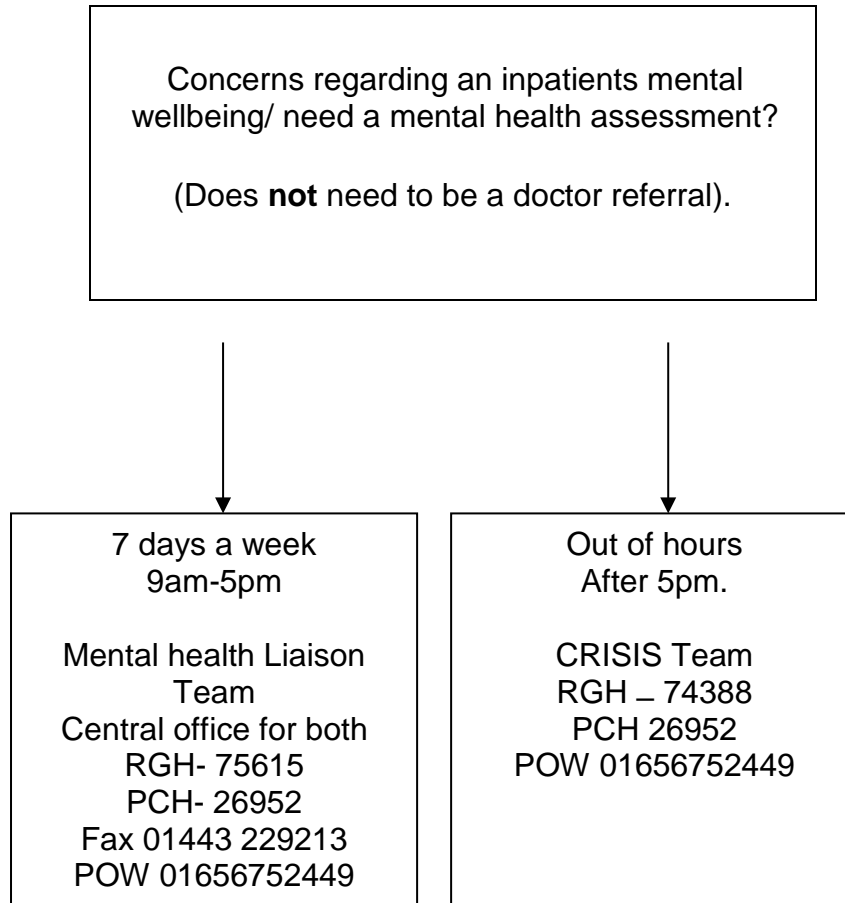 Concerns regarding an inpatients mental
wellbeing/ need a mental health assessment?
(Does not need to be a doctor referral).
7 days a week
9am-5pm
Mental health Liaison
Team
Central office for both
RGH- 75615
PCH- 26952
Fax 01443 229213
POW 01656752449
Out of hours
After 5pm.
CRISIS Team
RGH – 74388
PCH 26952
POW 01656752449